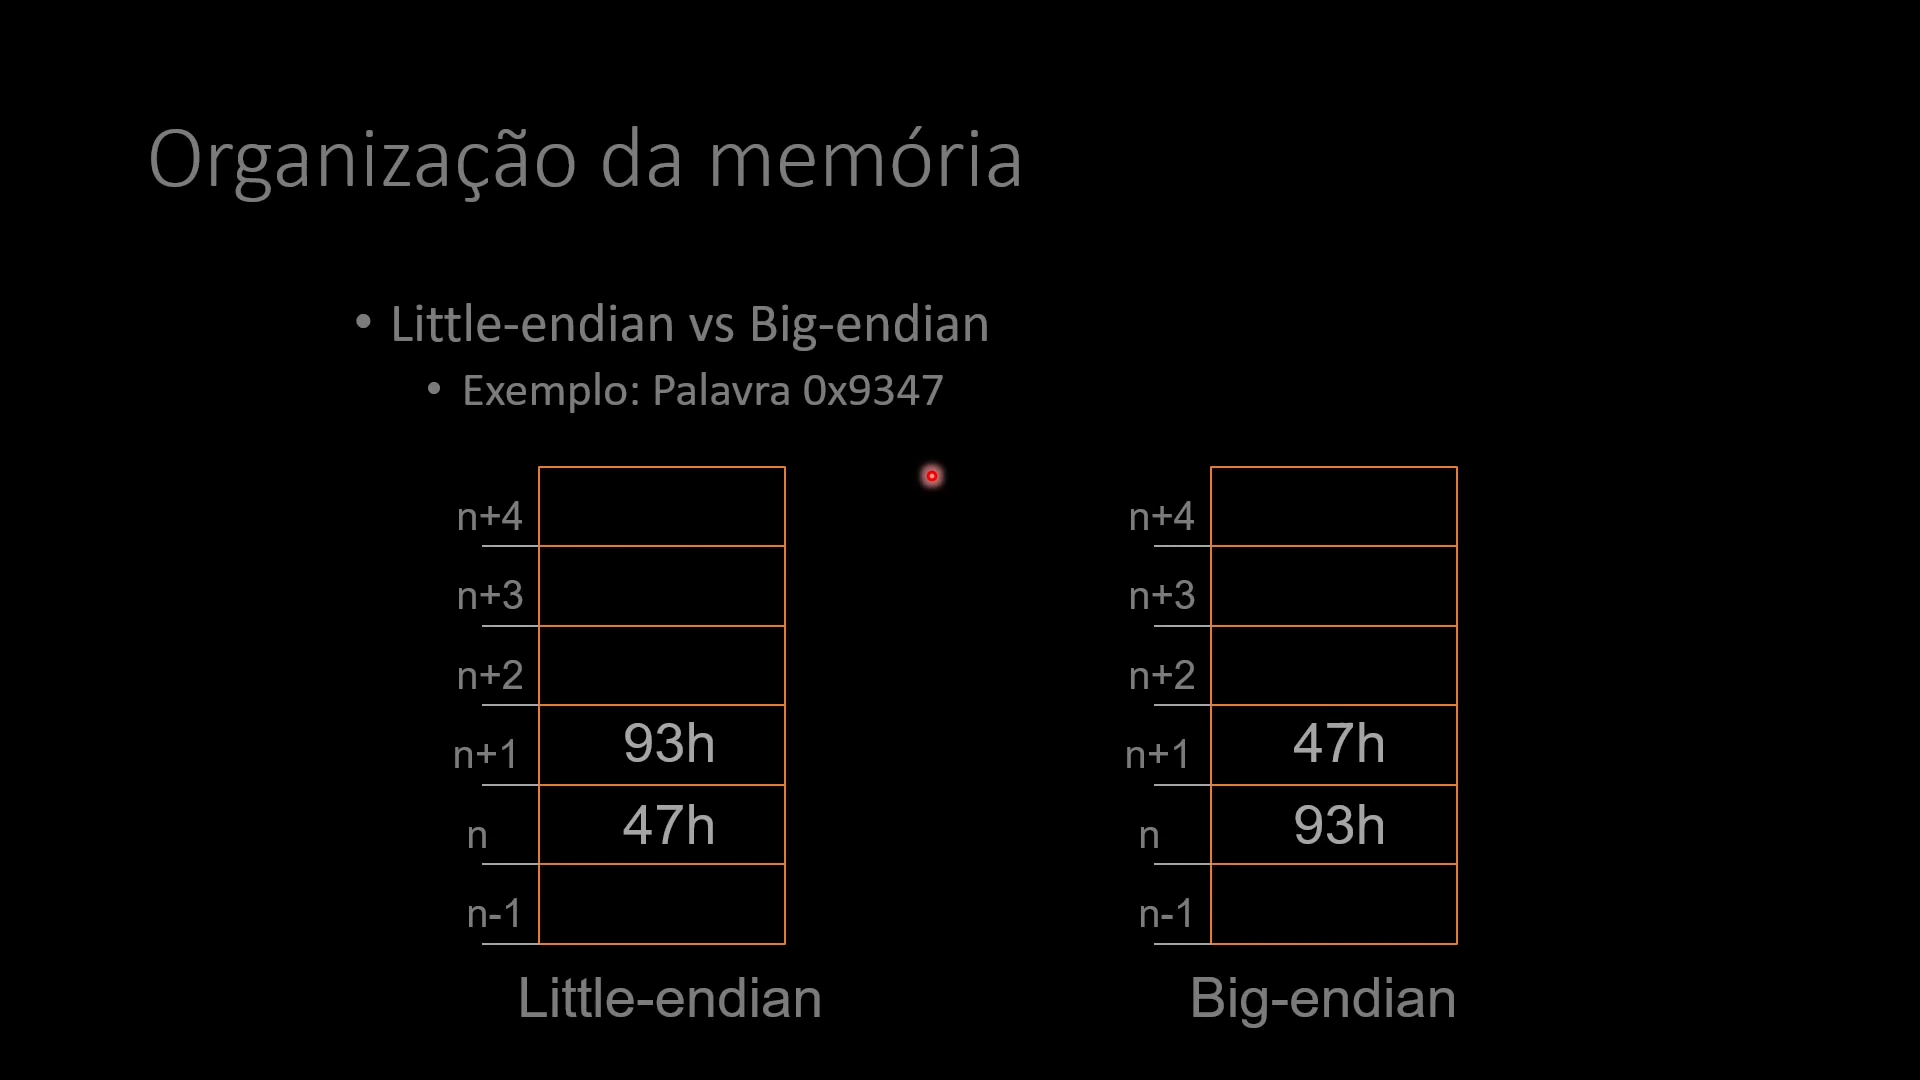 Organização da memória
• Little-endian vs Big-endian
• Exemplo: Palavra 0x9347
n+4
n+3
n+2
n+1 93h
n 47h
n-1
Little-endian
n+4
n+3
n+2
n+1 47h
n 93h
n-1
Big-endian